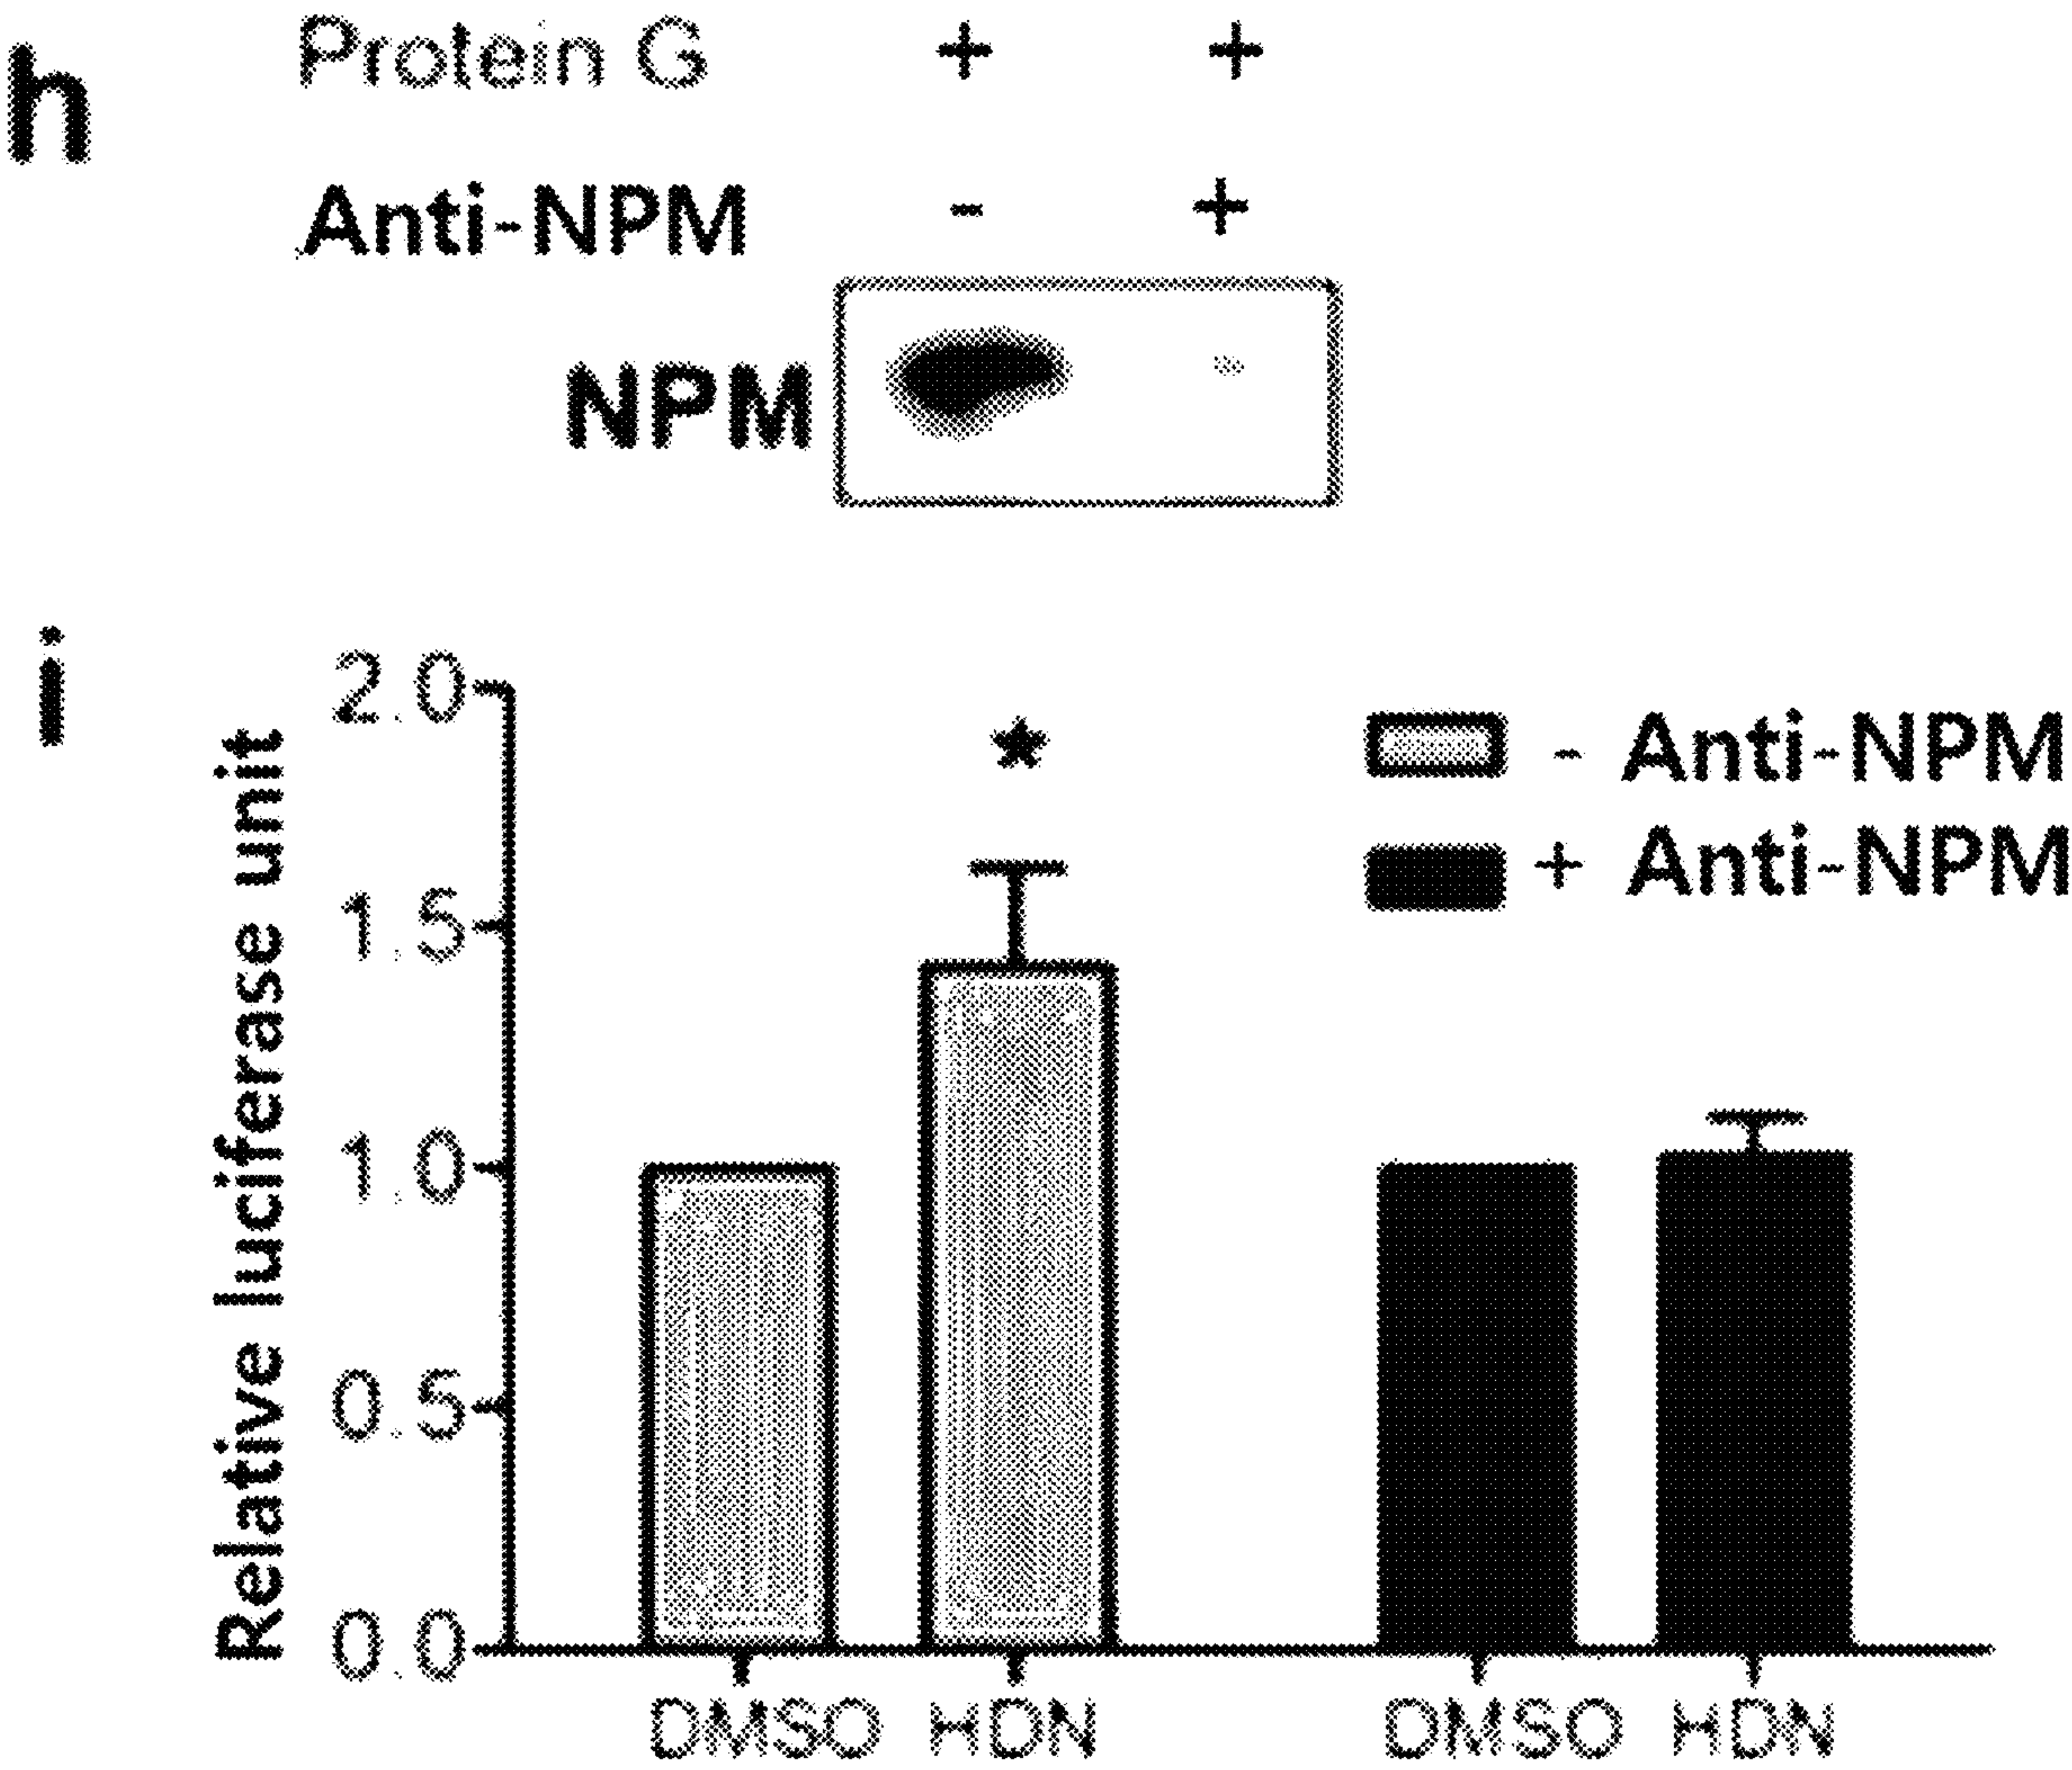 h
Protein G + +
Anti-NPM - +
NPM
i
Relative luciferase unit
2.0
1.5
1.0
0.5
0.0
- Anti-NPM
+ Anti-NPM
DMSO HDN DMSO HDN